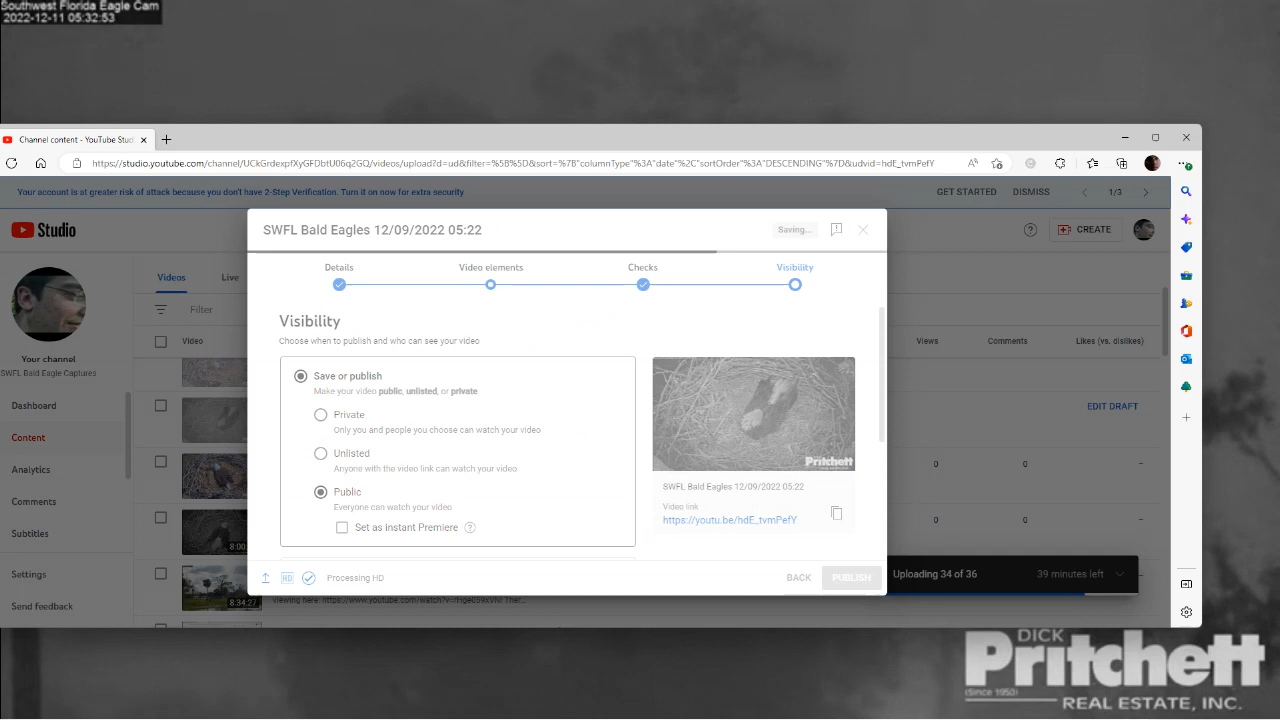 Southwest Florida Eagle Cam
2022-12-11 05:32:53
Channel content - YouTube Stud
https://studio.youtube.com/channel/UCkGrdexpfXyGFDbtU06q2GQ/videos/upload?d=ud&filter=%5B%5D&sort=%7B"columnType"%3A"date"%2C"sortOrder"%3A"DESCENDING"%7D&udvid=hdE_tvmPefY
Your account is at greater risk of attack because you don't have 2-Step Verification. Turn it on now for extra security
GET STARTED DISMISS 1/3
Studio
SWFL Bald Eagles 12/09/2022 05:22
Saving...
CREATE
Details Video elements Checks Visibility
Videos Live
Filter
Visibility
Choose when to publish and who can see your video
Video Views Comments Likes (vs. dislikes)
Your channel
SWFL Bald Eagle Captures
Save or publish
Make your video public, unlisted, or private
Private
Only you and people you choose can watch your video
Unlisted
Anyone with the video link can watch your video
Public
Everyone can watch your video
Set as instant Premiere
Pritchett
SWFL Bald Eagles 12/09/2022 05:22
Video link
https://youtu.be/hdE_tvmPefY
Dashboard
Content
Analytics
Comments
Subtitles
Settings
Send feedback
EDIT DRAFT
0 0 –
0 0 –
8:00:
8:34:27
HD Processing HD
BACK PUBLISH
Uploading 34 of 36 39 minutes left
DICK
Pritchett
(Since 1953)
REAL ESTATE, INC.